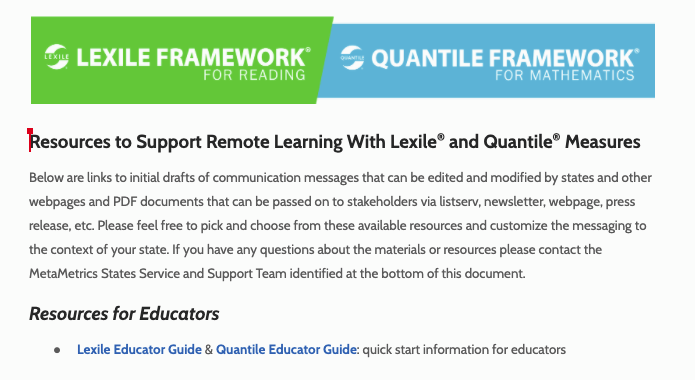 LEXILE LEXILE FRAMEWORK® QUANTILE QUANTILE FRAMEWORK®
FOR READING FOR MATHEMATICS
Resources to Support Remote Learning With Lexile® and Quantile® Measures
Below are links to initial drafts of communication messages that can be edited and modified by states and other
webpages and PDF documents that can be passed on to stakeholders via listserv, newsletter, webpage, press
release, etc. Please feel free to pick and choose from these available resources and customize the messaging to
the context of your state. If you have any questions about the materials or resources please contact the
MetaMetrics States Service and Support Team identified at the bottom of this document.
Resources for Educators
● Lexile Educator Guide & Quantile Educator Guide: quick start information for educators